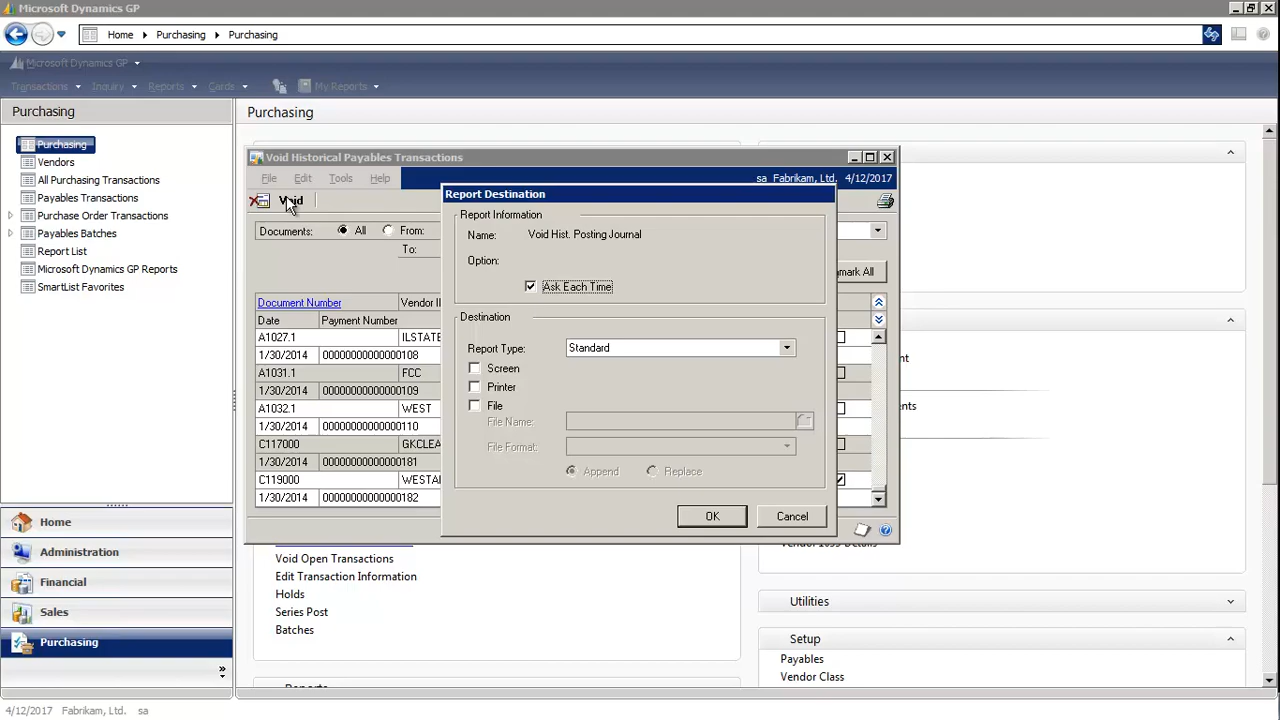 Microsoft Dynamics GP
Home
Purchasing
Purchasing
Microsoft Dynamics GP
Transactions
Inquiry
Reports
Cards
My Reports
Purchasing
Purchasing
Purchasing
Vendors
All Purchasing Transactions
Payables Transactions
Purchase Order Transactions
Payables Batches
Report List
Microsoft Dynamics GP Reports
SmartList Favorites
Home
Administration
Financial
Sales
Purchasing
Void Historical Payables Transactions
File
Edit
Tools
Help
sa Fabrikam, Ltd. 4/12/2017
Void
Documents:
All
From:
To:
Document Number
Date
Payment Number
A1027.1
1/30/2014
00000000000000108
A1031.1
FCC
1/30/2014
00000000000000109
A1032.1
WEST
1/30/2014
00000000000000110
C117000
1/30/2014
00000000000000181
C119000
1/30/2014
00000000000000182
Report Destination
Report Information
Name:
Void Hist. Posting Journal
Option:
Ask Each Time
Destination
Report Type:
Standard
Screen
Printer
File
File Name:
File Format:
Append
Replace
OK
Cancel
Void Open Transactions
Edit Transaction Information
Holds
Series Post
Batches
Utilities
Setup
Payables
Vendor Class
4/12/2017 Fabrikam, Ltd. sa